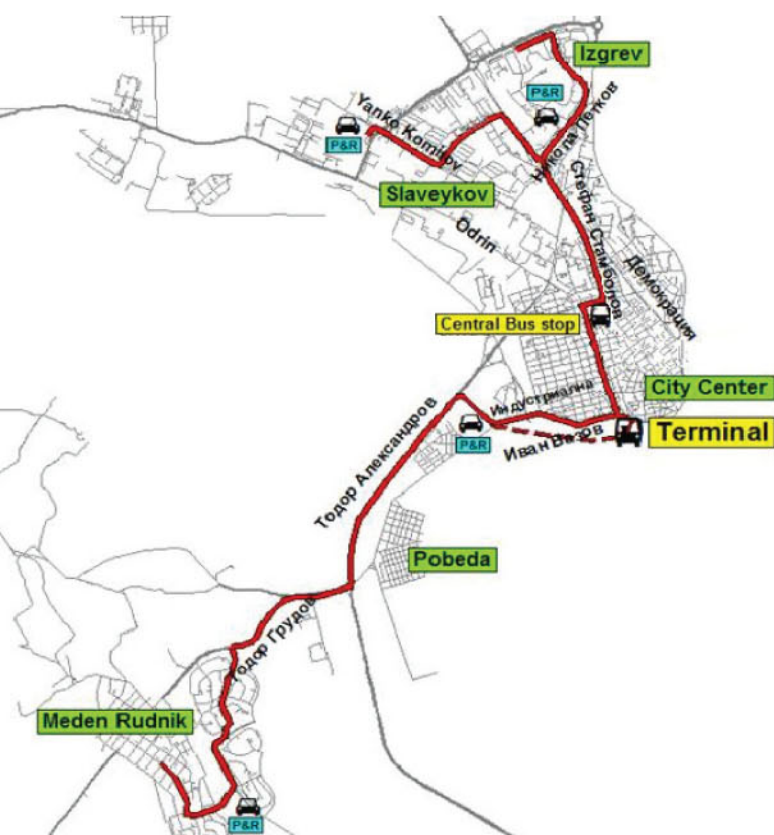 Izgrev
P&R
Yanko Komitov
Никола Петков
P&R
Slaveykov
Стефан Стамболов
Odrin
Демокрация
Central Bus stop
City Center
Индустриална
Тодор Александров
Terminal
P&R
Иван Вазов
Pobeda
Тодор Грудов
Meden Rudnik
P&R